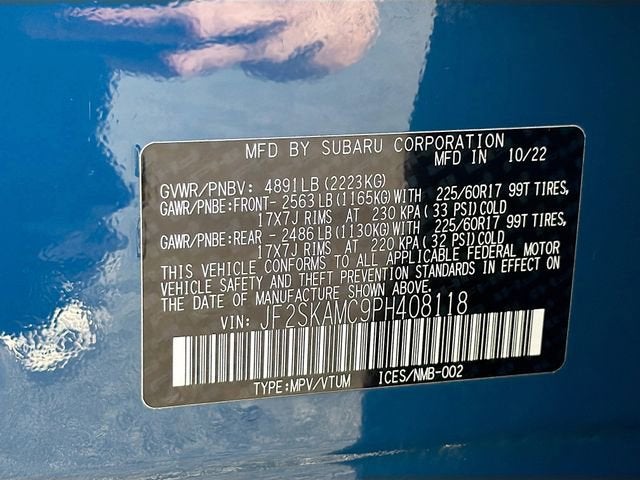 MFD BY SUBARU CORPORATION
MFD IN 10/22
GVWR/PNBV: 4891LB (2223KG)
GAWR/PNBE:FRONT- 2563LB(1165KG)WITH 225/60R17 99T TIRES,
17X7J RIMS AT 230 KPA( 33 PSI)COLD
GAWR/PNBE:REAR - 2486LB(1130KG)WITH 225/60R17 99T TIRES,
17X7J RIMS AT 220 KPA( 32 PSI)COLD
THIS VEHICLE CONFORMS TO ALL APPLICABLE FEDERAL MOTOR
VEHICLE SAFETY AND THEFT PREVENTION STANDARDS IN EFFECT ON
THE DATE OF MANUFACTURE SHOWN ABOVE.
VIN: JF2SKAMC9PH408118
TYPE:MPV/VTUM ICES/NMB-002